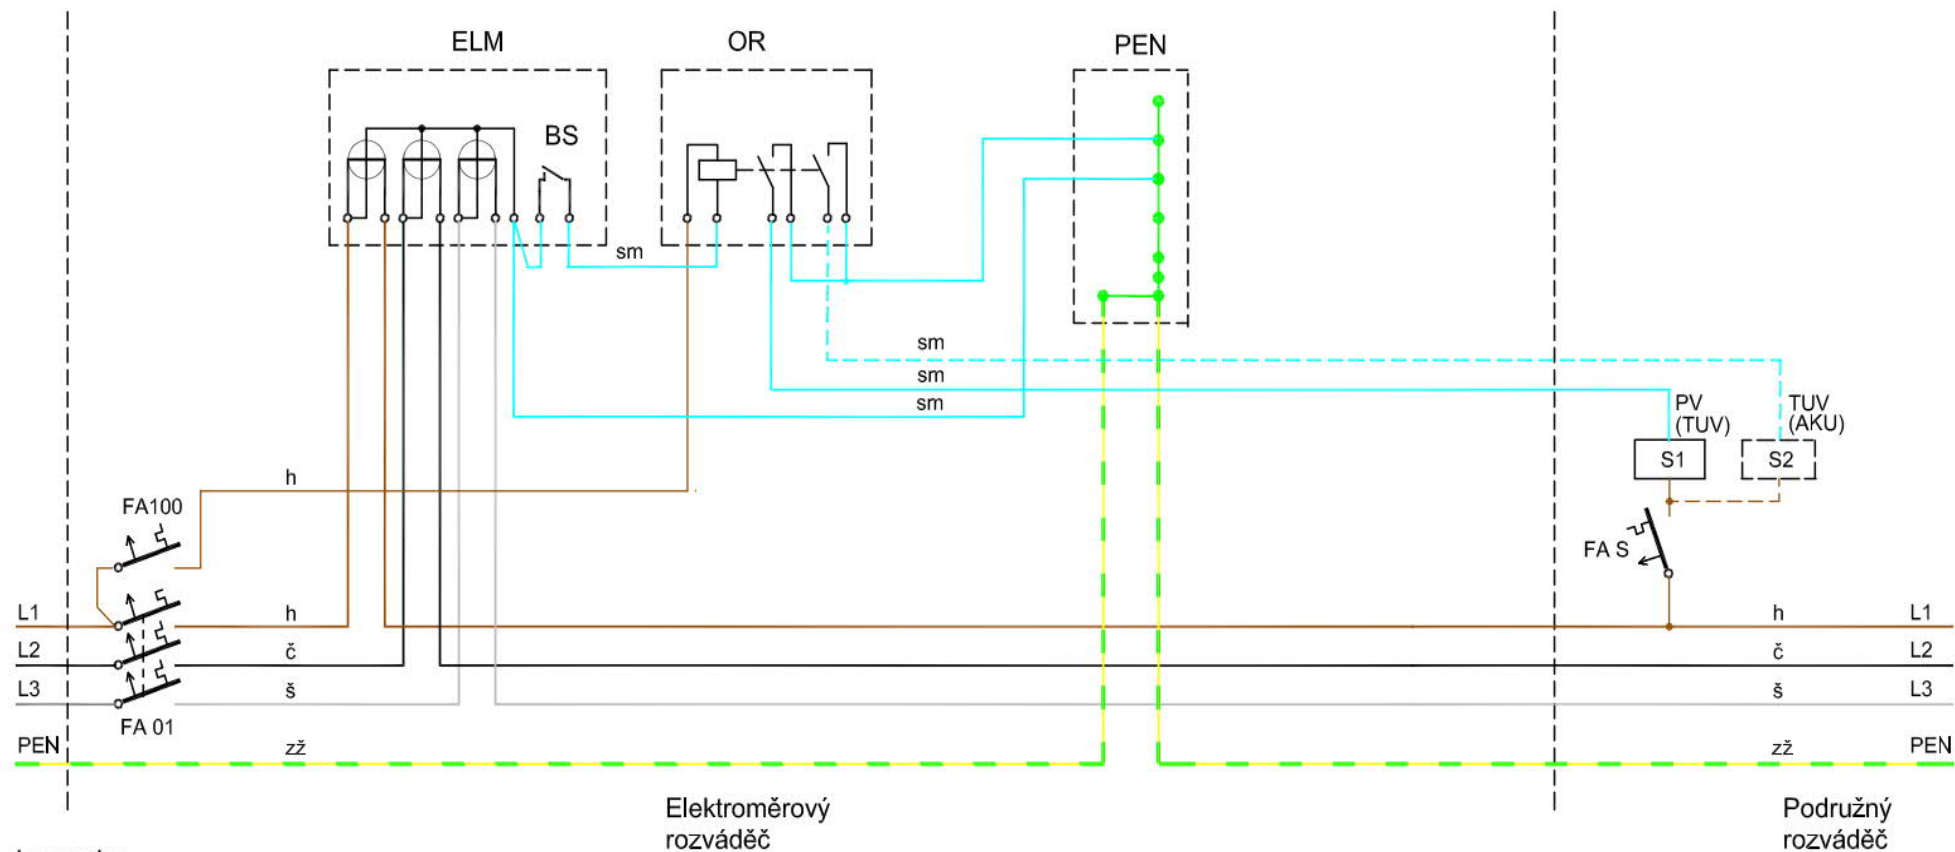 ELM
OR
PEN
BS
sm
sm
sm
sm
PV
(TUV)
TUV
(AKU)
S1
S2
h
FA100
FA S
L1
h
h
L1
L2
č
č
L2
L3
š
š
L3
FA 01
PEN
zž
zž
PEN
Elektroměrový
rozváděč
Podružný
rozváděč